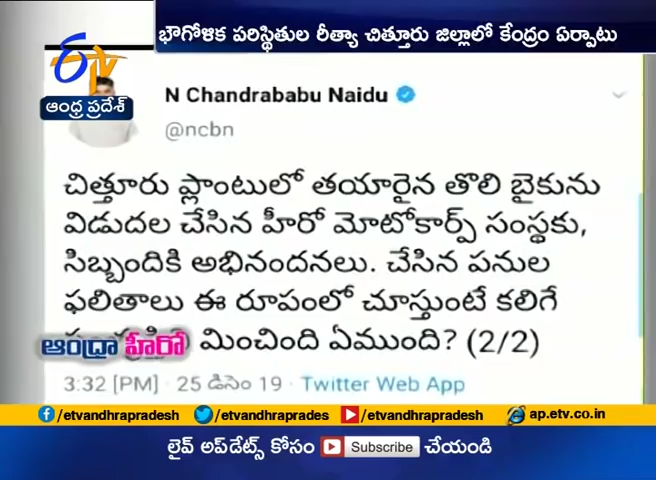 భౌగోళిక పరిస్థితుల రీత్యా చిత్తూరు జిల్లాలో కేంద్రం ఏర్పాటు
ETV
ఆంధ్ర ప్రదేశ్
N Chandrababu Naidu
@ncbn
చిత్తూరు ప్లాంటులో తయారైన తొలి బైకును
విడుదల చేసిన హీరో మోటోకార్ప్ సంస్థకు,
సిబ్బందికి అభినందనలు. చేసిన పనుల
ఫలితాలు ఈ రూపంలో చూస్తుంటే కలిగే
మించింది ఏముంది? (2/2)
ఆంధ్రా హీరో
3:32 [PM] · 25 డిసెం 19 · Twitter Web App
/etvandhrapradesh /etvandhraprades /etvandhrapradesh ap.etv.co.in
లైవ్ అప్‌డేట్స్ కోసం Subscribe చేయండి